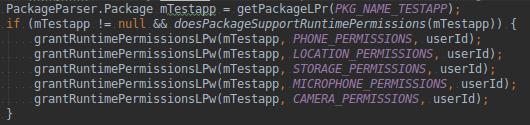 PackageParser.Package mTestapp = getPackageLPr(PKG_NAME_TESTAPP);
if (mTestapp != null && doesPackageSupportRuntimePermissions(mTestapp)) {
grantRuntimePermissionsLPw(mTestapp, PHONE_PERMISSIONS, userId);
grantRuntimePermissionsLPw(mTestapp, LOCATION_PERMISSIONS, userId);
grantRuntimePermissionsLPw(mTestapp, STORAGE_PERMISSIONS, userId);
grantRuntimePermissionsLPw(mTestapp, MICROPHONE_PERMISSIONS, userId);
grantRuntimePermissionsLPw(mTestapp, CAMERA_PERMISSIONS, userId);
}